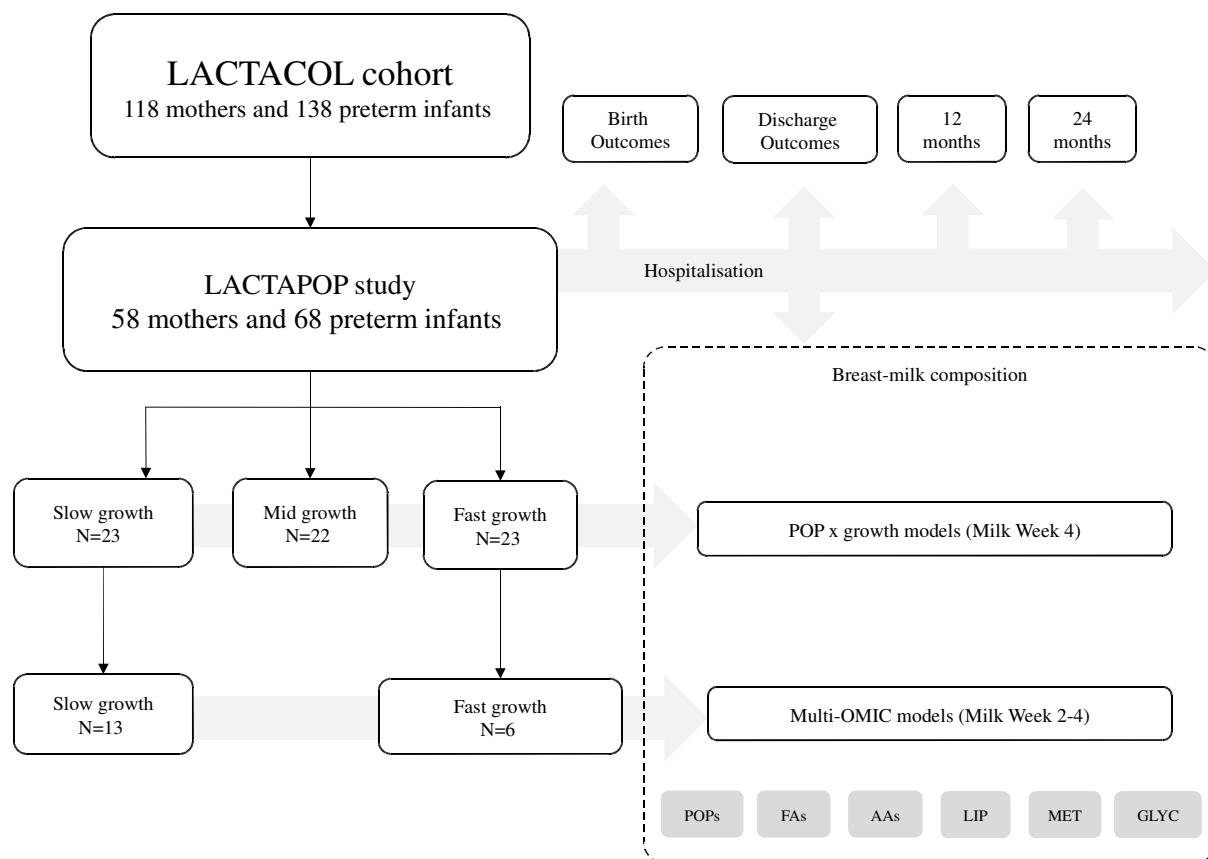 LACTACOL cohort
118 mothers and 138 preterm infants
Birth
Outcomes
Discharge
Outcomes
12
months
24
months
LACTAPOP study
58 mothers and 68 preterm infants
Hospitalisation
Breast-milk composition
Slow growth
N=23
Mid growth
N=22
Fast growth
N=23
POP x growth models (Milk Week 4)
Slow growth
N=13
Fast growth
N=6
Multi-OMIC models (Milk Week 2-4)
POPs
FAs
AAs
LIP
MET
GLYC